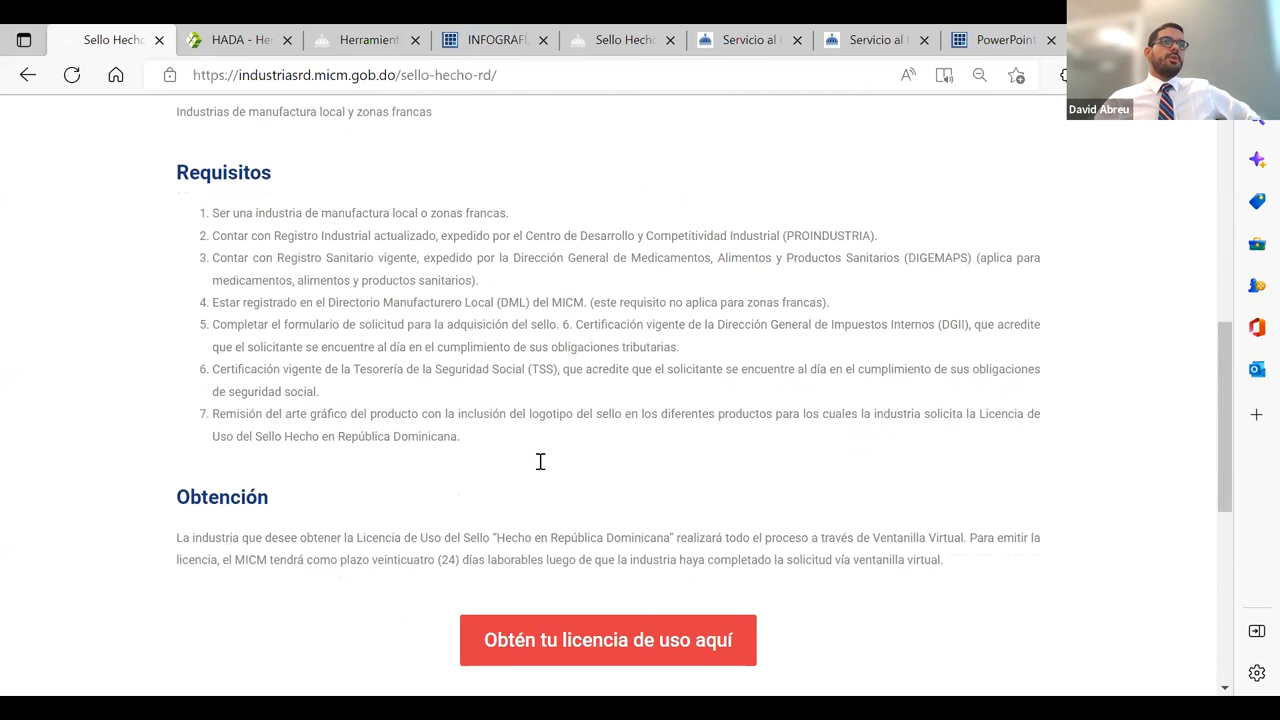 Sello Hecho
HADA - He
Herramient
INFOGRAFÍ
Sello Hecho
Servicio al C
Servicio al
PowerPoint
https://industriasrd.micm.gob.do/sello-hecho-rd/
David Abreu
Industrias de manufactura local y zonas francas
Requisitos
1. Ser una industria de manufactura local o zonas francas.
2. Contar con Registro Industrial actualizado, expedido por el Centro de Desarrollo y Competitividad Industrial (PROINDUSTRIA).
3. Contar con Registro Sanitario vigente, expedido por la Dirección General de Medicamentos, Alimentos y Productos Sanitarios (DIGEMAPS) (aplica para
medicamentos, alimentos y productos sanitarios).
4. Estar registrado en el Directorio Manufacturero Local (DML) del MICM. (este requisito no aplica para zonas francas).
5. Completar el formulario de solicitud para la adquisición del sello. 6. Certificación vigente de la Dirección General de Impuestos Internos (DGII), que acredite
que el solicitante se encuentre al día en el cumplimiento de sus obligaciones tributarias.
6. Certificación vigente de la Tesorería de la Seguridad Social (TSS), que acredite que el solicitante se encuentre al día en el cumplimiento de sus obligaciones
de seguridad social.
7. Remisión del arte gráfico del producto con la inclusión del logotipo del sello en los diferentes productos para los cuales la industria solicita la Licencia de
Uso del Sello Hecho en República Dominicana.
Obtención
La industria que desee obtener la Licencia de Uso del Sello “Hecho en República Dominicana” realizará todo el proceso a través de Ventanilla Virtual. Para emitir la
licencia, el MICM tendrá como plazo veinticuatro (24) días laborables luego de que la industria haya completado la solicitud vía ventanilla virtual.
Obtén tu licencia de uso aquí